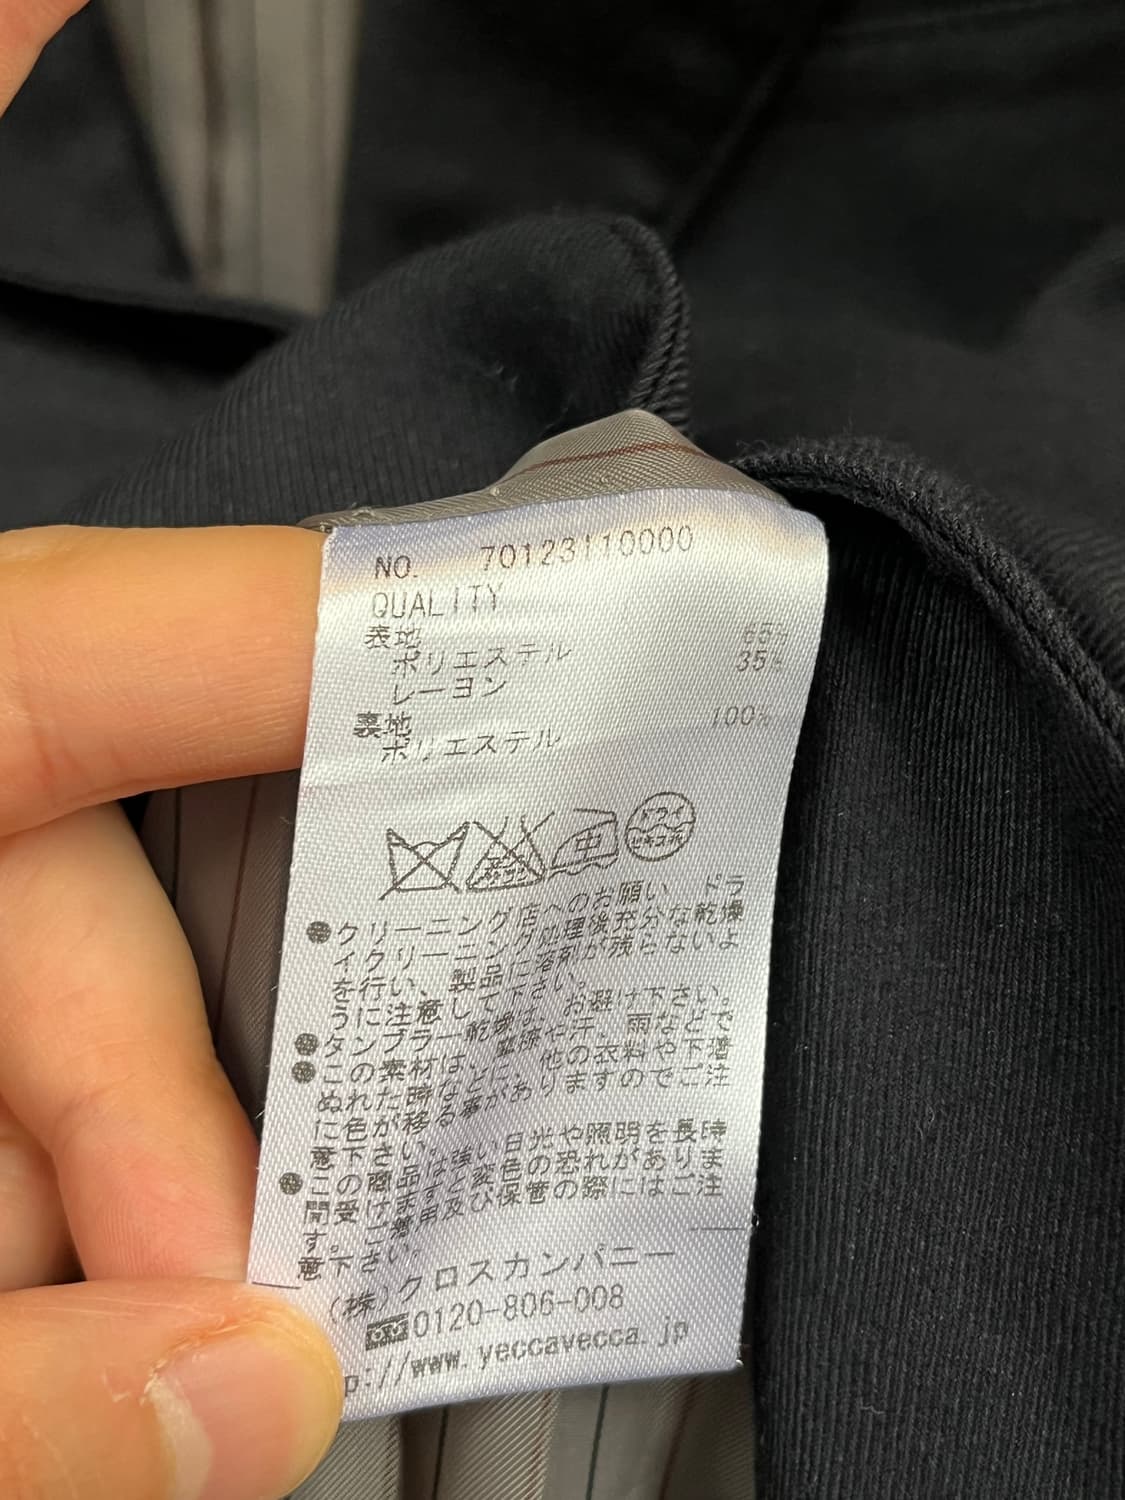 NO. 70123110000
QUALITY
表地
ポリエステル 65%
レーヨン 35%
裏地
ポリエステル 100%
ドライ
セキユ系
●クリーニング店へのお願い ドラ
イクリーニング処理後充分な乾燥
を行い、製品に溶剤が残らないよ
うに注意して下さい。
●タンブラー乾燥は、お避け下さい。
●この素材は摩擦や汗、雨などで
ぬれた時などに、他の衣料や下着
に色が移る事がありますのでご注
意下さい。
●この商品は強い日光や照明を長時
間受けますと変色の恐れがありま
す。ご着用及び保管の際にはご注
意下さい。
(株)クロスカンパニー
0120-806-008
p://www.yeccavecca.jp